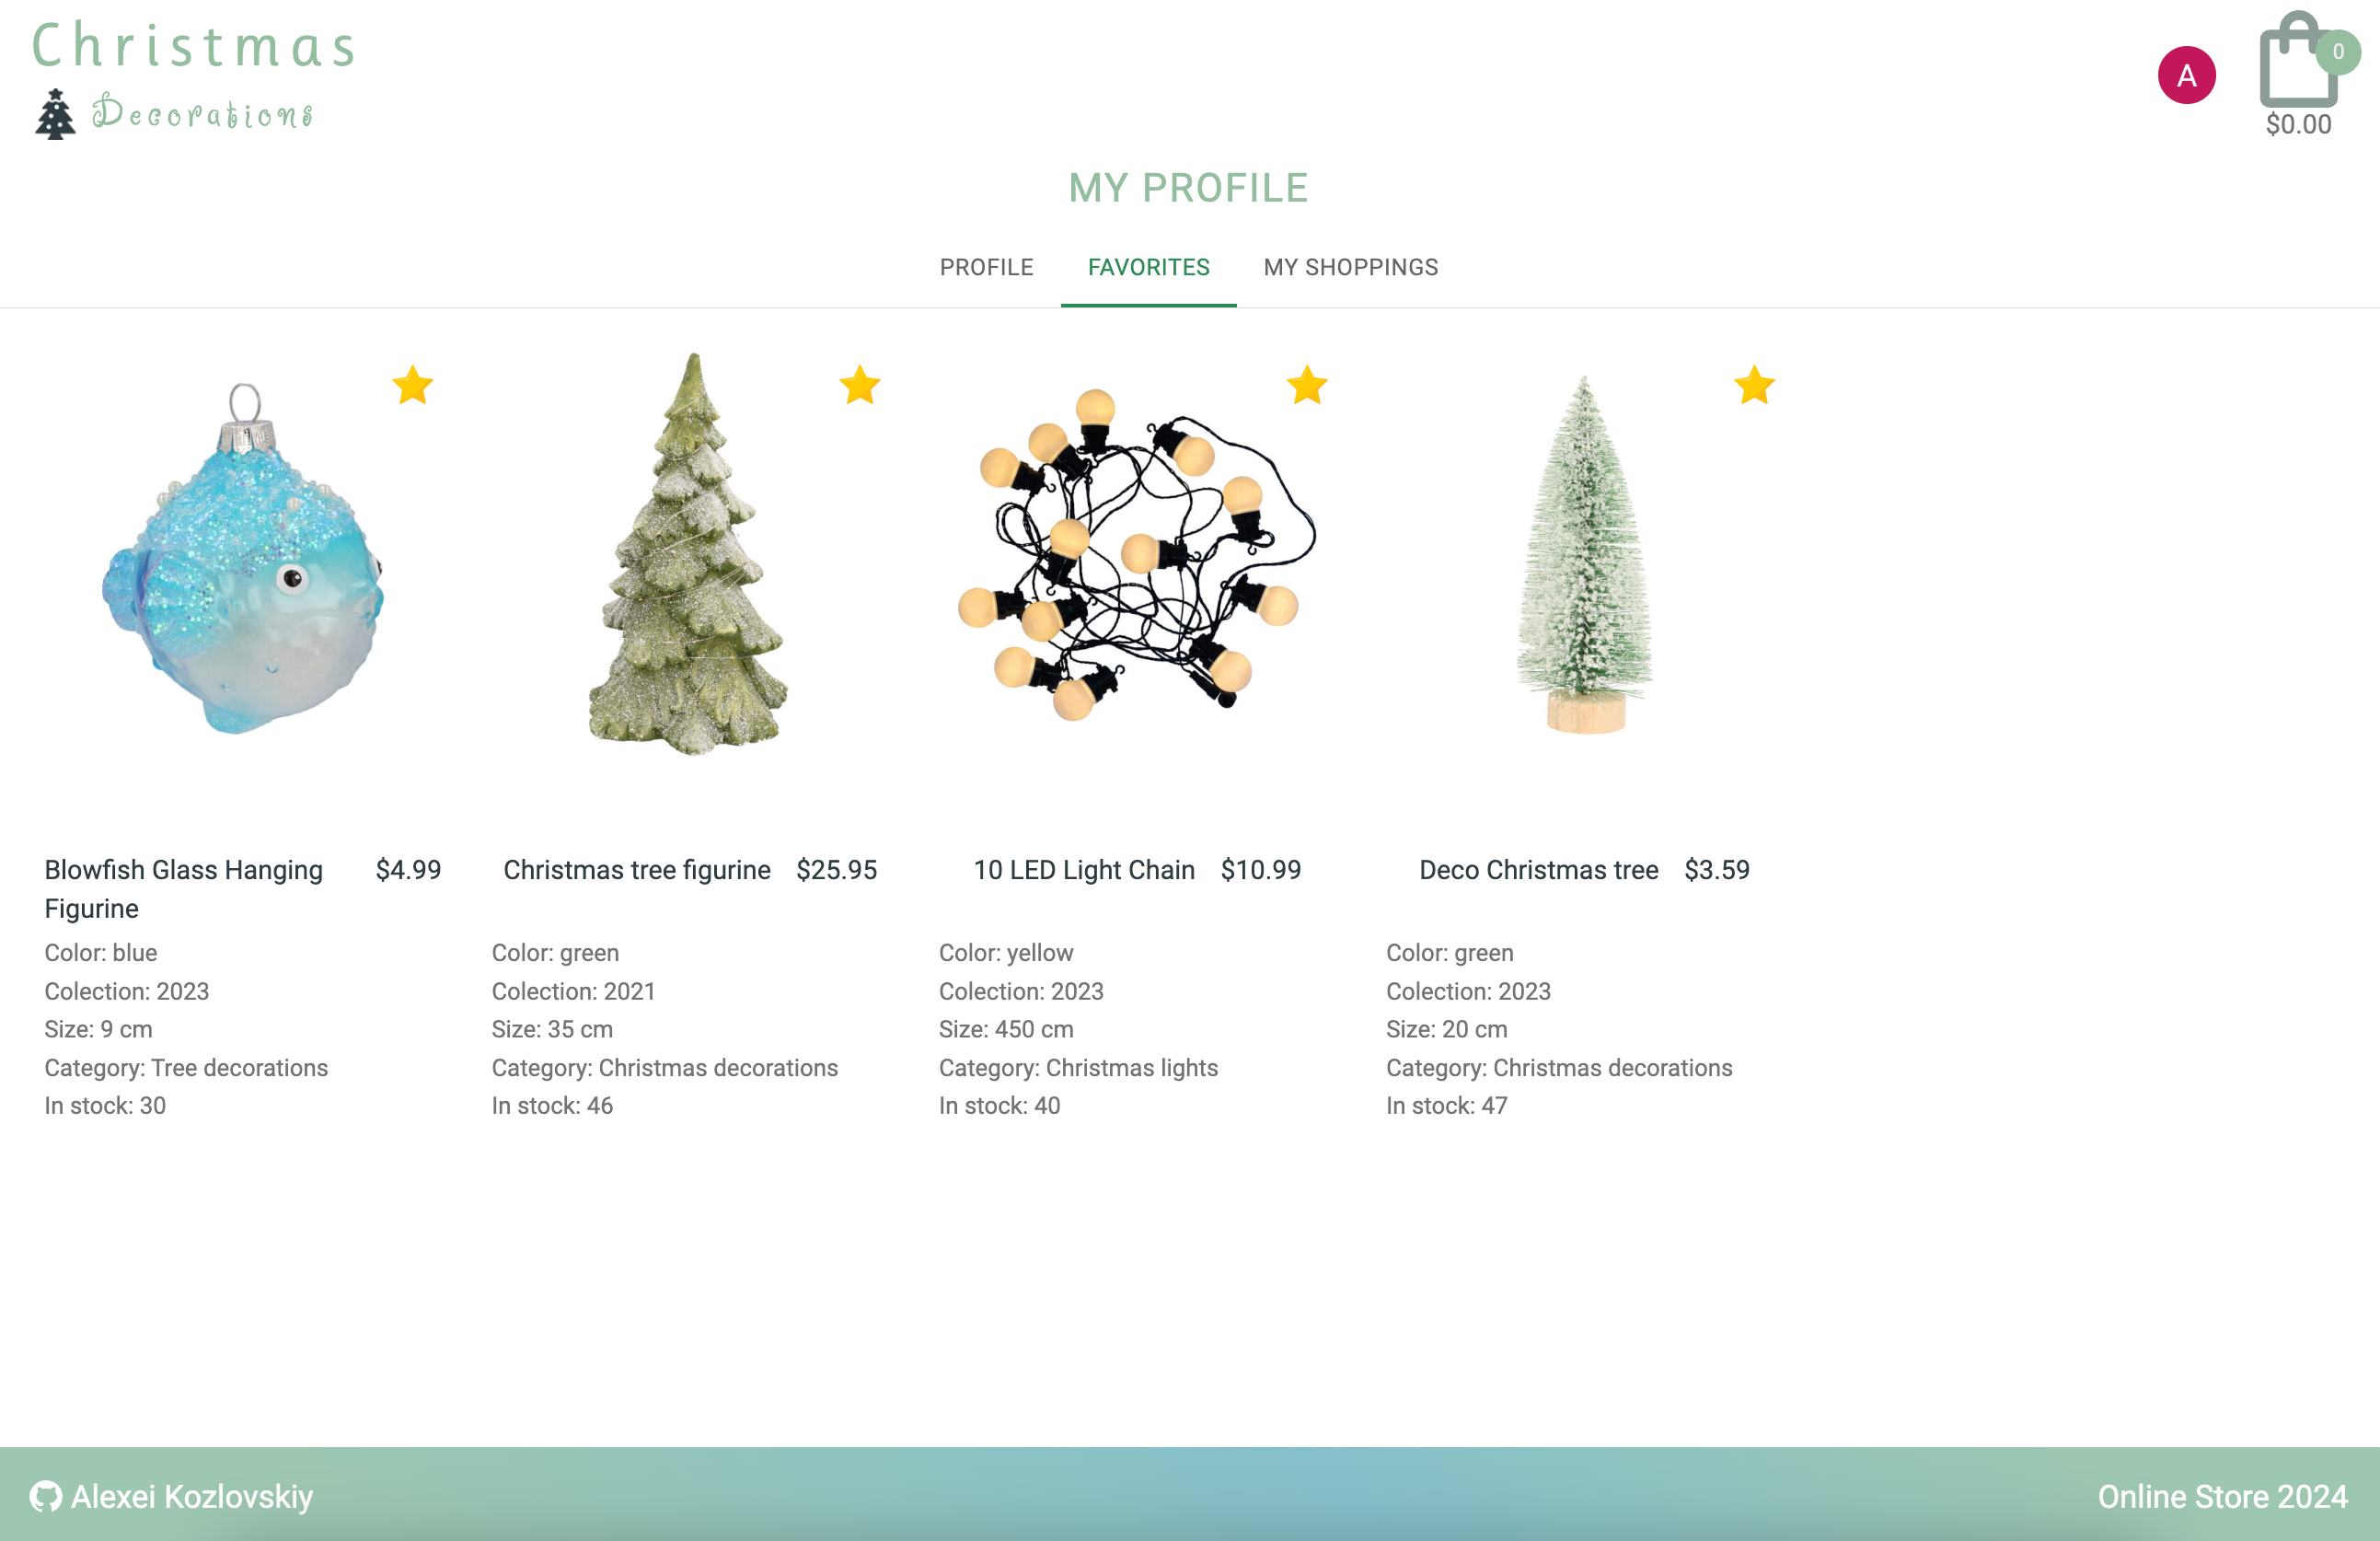 Christmas
Decorations
A
0
$0.00
MY PROFILE
PROFILE
FAVORITES
MY SHOPPINGS
Blowfish Glass Hanging
Figurine
$4.99
Color: blue
Colection: 2023
Size: 9 cm
Category: Tree decorations
In stock: 30
Christmas tree figurine
$25.95
Color: green
Colection: 2021
Size: 35 cm
Category: Christmas decorations
In stock: 46
10 LED Light Chain
$10.99
Color: yellow
Colection: 2023
Size: 450 cm
Category: Christmas lights
In stock: 40
Deco Christmas tree
$3.59
Color: green
Colection: 2023
Size: 20 cm
Category: Christmas decorations
In stock: 47
Alexei Kozlovskiy
Online Store 2024